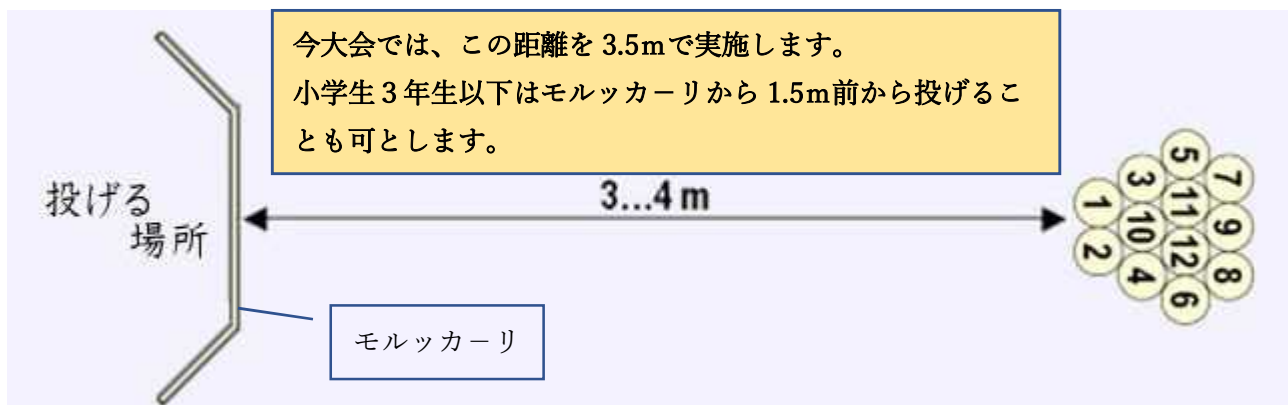 今大会では、この距離を 3.5mで実施します。
小学生３年生以下はモルッカーリから 1.5m前から投げるこ
とも可とします。
投げる
場所
3...4 m
モルッカーリ
1
2
3
10
4
5
11
12
6
7
9
8